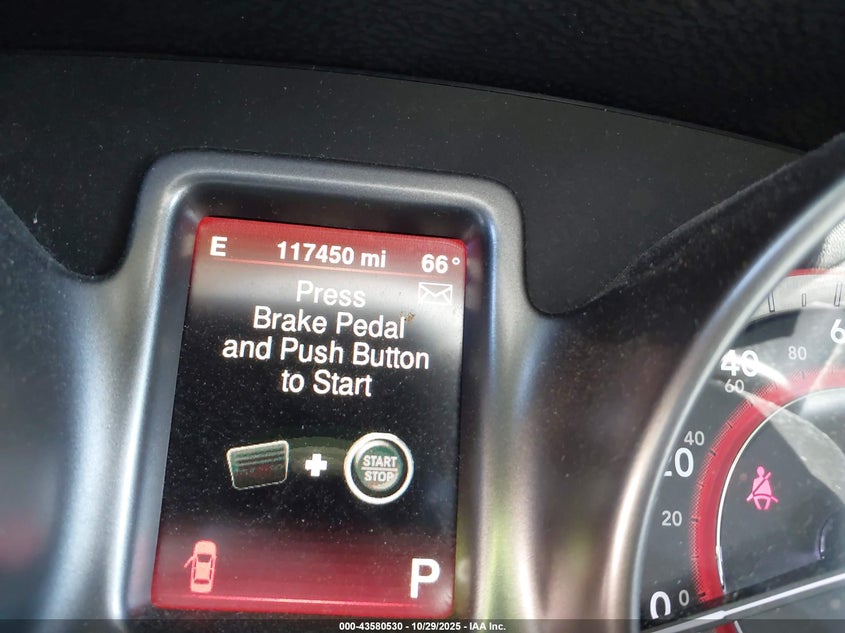 E 117450 mi 66°
Press
Brake Pedal
and Push Button
to Start
START
STOP
P
40
80
60
40
20
0 0
000-43580530 - 10/29/2025 - IAA Inc.